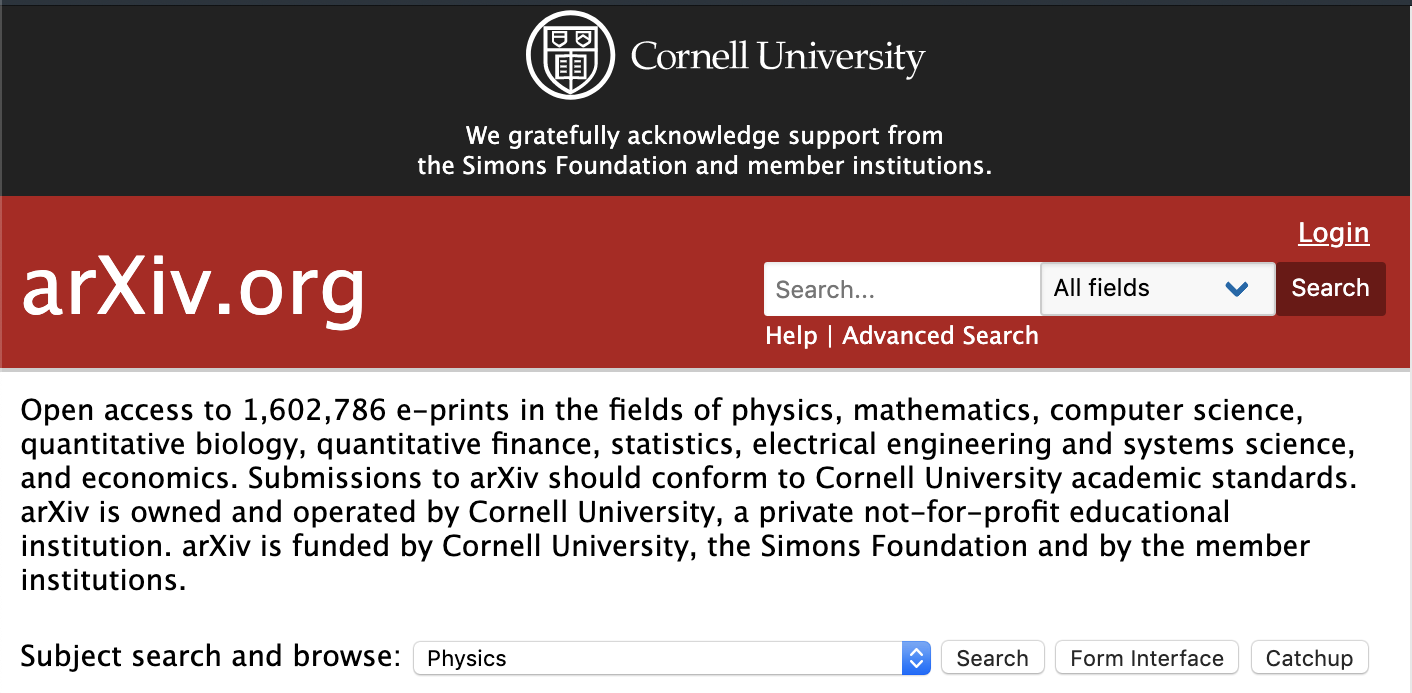 Cornell University
We gratefully acknowledge support from
the Simons Foundation and member institutions.
Login
arXiv.org
Search... All fields Search
Help | Advanced Search
Open access to 1,602,786 e-prints in the fields of physics, mathematics, computer science,
quantitative biology, quantitative finance, statistics, electrical engineering and systems science,
and economics. Submissions to arXiv should conform to Cornell University academic standards.
arXiv is owned and operated by Cornell University, a private not-for-profit educational
institution. arXiv is funded by Cornell University, the Simons Foundation and by the member
institutions.
Subject search and browse: Physics Search Form Interface Catchup